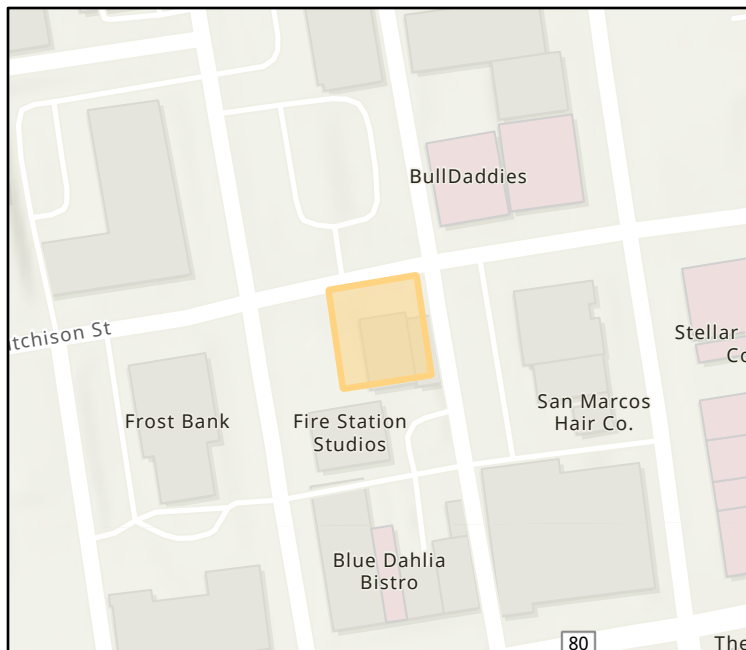 BullDaddies
tchison St
Stellar
Co
Frost Bank
Fire Station
Studios
San Marcos
Hair Co.
Blue Dahlia
Bistro
80
The